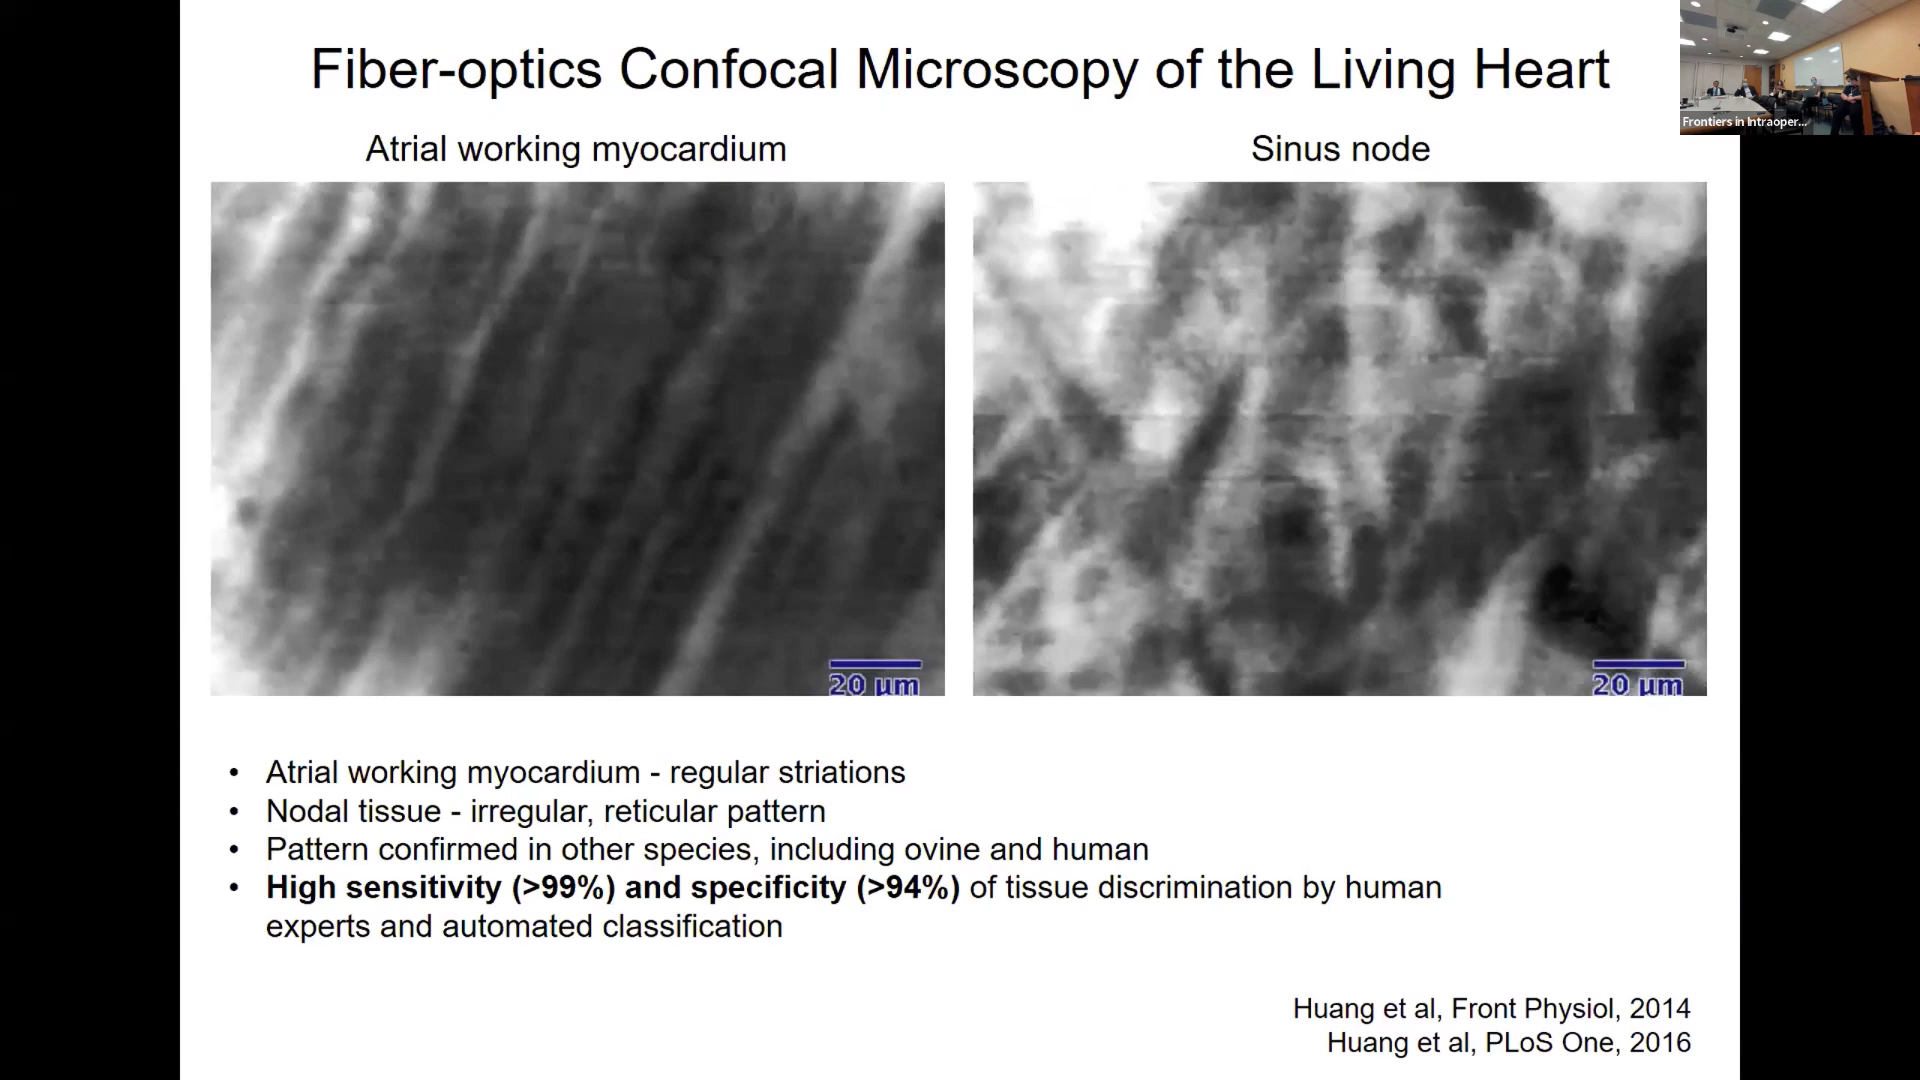 Fiber-optics Confocal Microscopy of the Living Heart
Frontiers in Intraoper...
Atrial working myocardium
Sinus node
20 µm
20 µm
• Atrial working myocardium - regular striations
• Nodal tissue - irregular, reticular pattern
• Pattern confirmed in other species, including ovine and human
• High sensitivity (>99%) and specificity (>94%) of tissue discrimination by human
experts and automated classification
Huang et al, Front Physiol, 2014
Huang et al, PLoS One, 2016